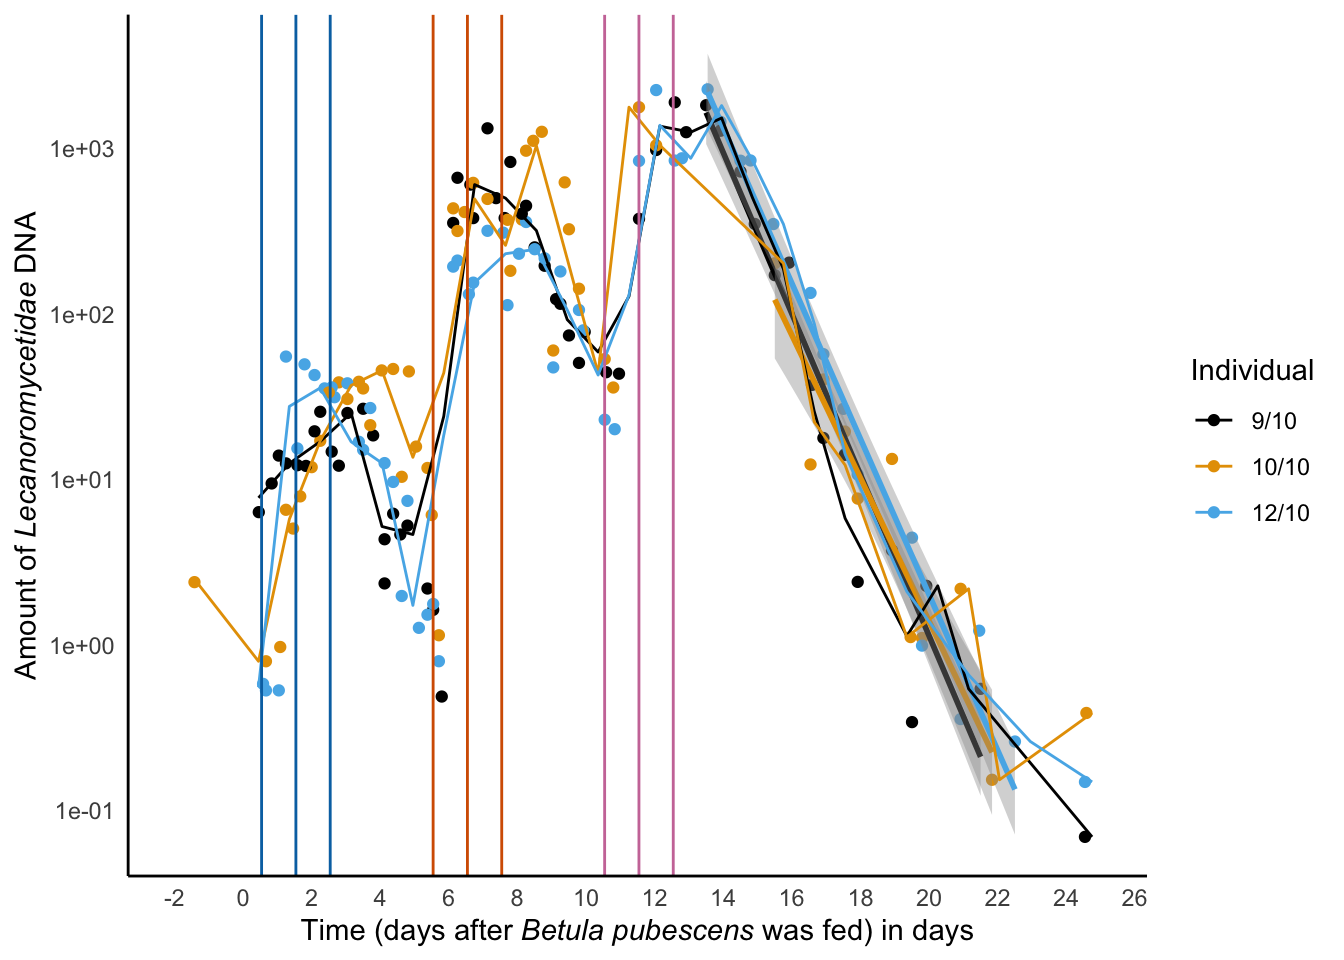 Amount of Lecanoromycetidae DNA
1e+03
1e+02
1e+01
1e+00
1e-01
-2 0 2 4 6 8 10 12 14 16 18 20 22 24 26
Time (days after Betula pubescens was fed) in days
Individual
9/10
10/10
12/10